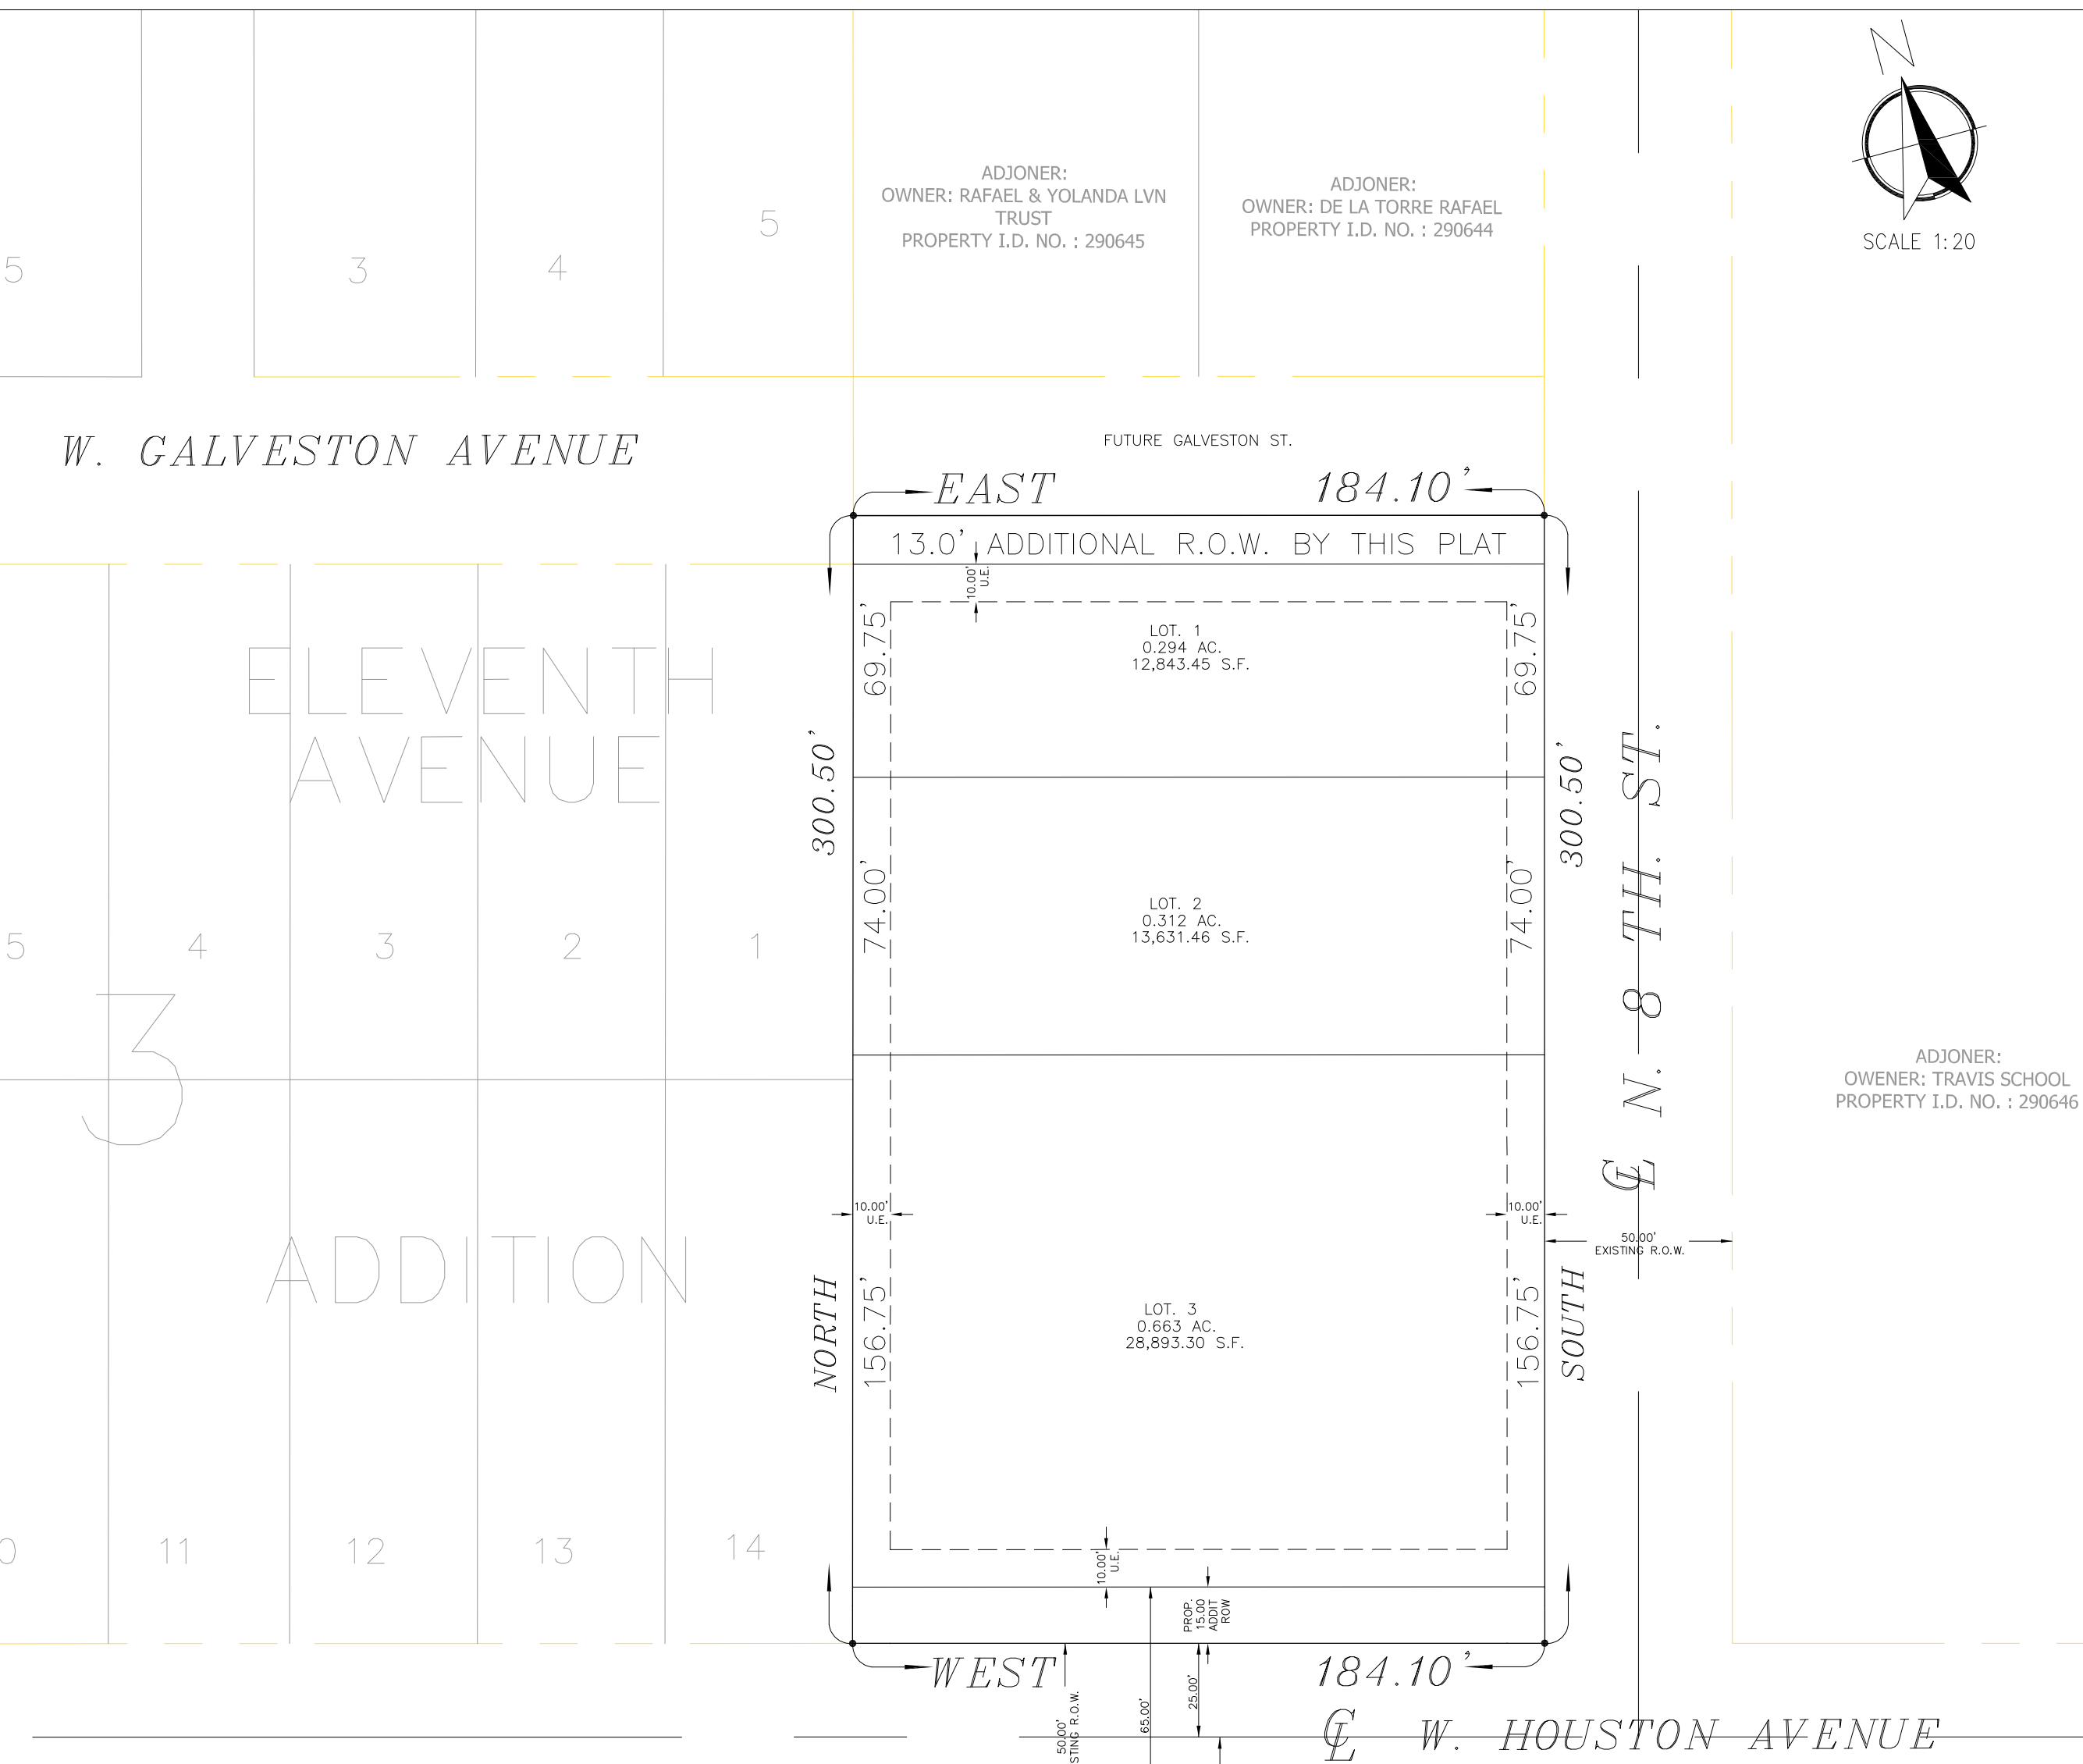 N
SCALE 1:20
ADJONER:
OWNER: RAFAEL & YOLANDA LVN
TRUST
PROPERTY I.D. NO. : 290645
ADJONER:
OWNER: DE LA TORRE RAFAEL
PROPERTY I.D. NO. : 290644
5
3
4
5
W. GALVESTON AVENUE
FUTURE GALVESTON ST.
EAST
184.10'
13.0' ADDITIONAL R.O.W. BY THIS PLAT
10.00'
U.E.
69.75'
LOT. 1
0.294 AC.
12,843.45 S.F.
69.75'
ELEVENTH
AVENUE
300.50'
300.50'
74.00'
LOT. 2
0.312 AC.
13,631.46 S.F.
74.00'
N. 8 TH. ST.
℄
5
4
3
2
1
3
ADJONER:
OWENER: TRAVIS SCHOOL
PROPERTY I.D. NO. : 290646
10.00'
U.E.
10.00'
U.E.
50.00'
EXISTING R.O.W.
ADDITION
NORTH
156.75'
LOT. 3
0.663 AC.
28,893.30 S.F.
156.75'
SOUTH
11
12
13
14
10.00'
U.E.
PROP.
15.00
ADDIT
ROW
WEST
184.10'
50.00'
STING R.O.W.
65.00'
25.00'
℄ W. HOUSTON AVENUE